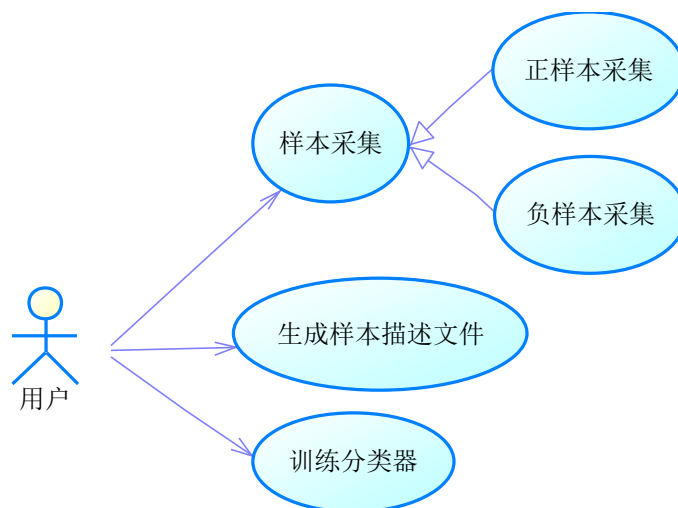 正样本采集
样本采集
负样本采集
生成样本描述文件
用户
训练分类器